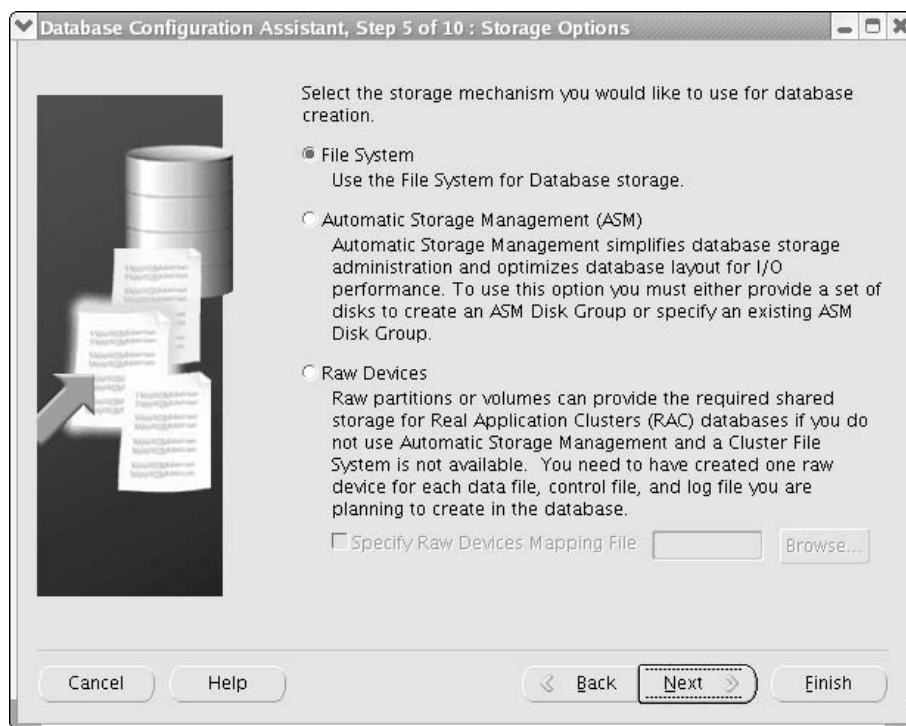 Database Configuration Assistant, Step 5 of 10 : Storage Options
Select the storage mechanism you would like to use for database
creation.
File System
Use the File System for Database storage.
Automatic Storage Management (ASM)
Automatic Storage Management simplifies database storage
administration and optimizes database layout for I/O
performance. To use this option you must either provide a set of
disks to create an ASM Disk Group or specify an existing ASM
Disk Group.
Raw Devices
Raw partitions or volumes can provide the required shared
storage for Real Application Clusters (RAC) databases if you do
not use Automatic Storage Management and a Cluster File
System is not available.  You need to have created one raw
device for each data file, control file, and log file you are
planning to create in the database.
Specify Raw Devices Mapping File
Browse...
Cancel
Help
Back
Next
Finish